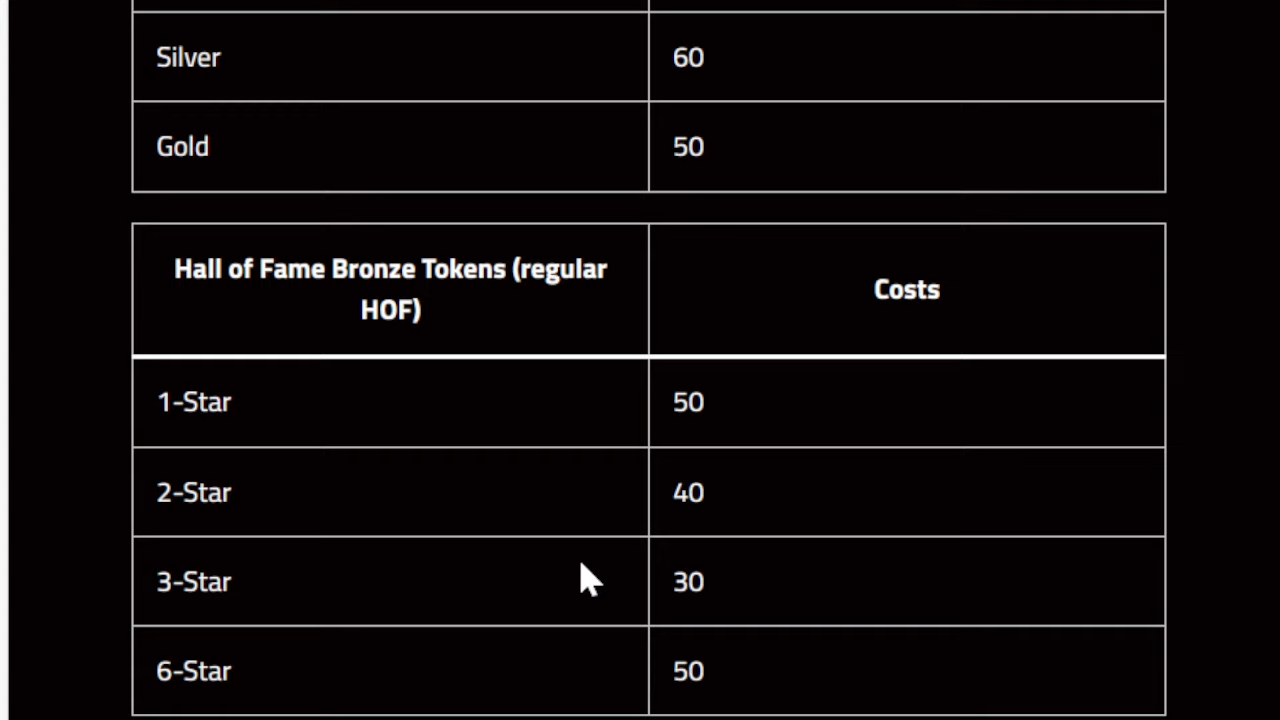 Silver 60
Gold 50
Hall of Fame Bronze Tokens (regular
HOF)
Costs
1-Star 50
2-Star 40
3-Star 30
6-Star 50